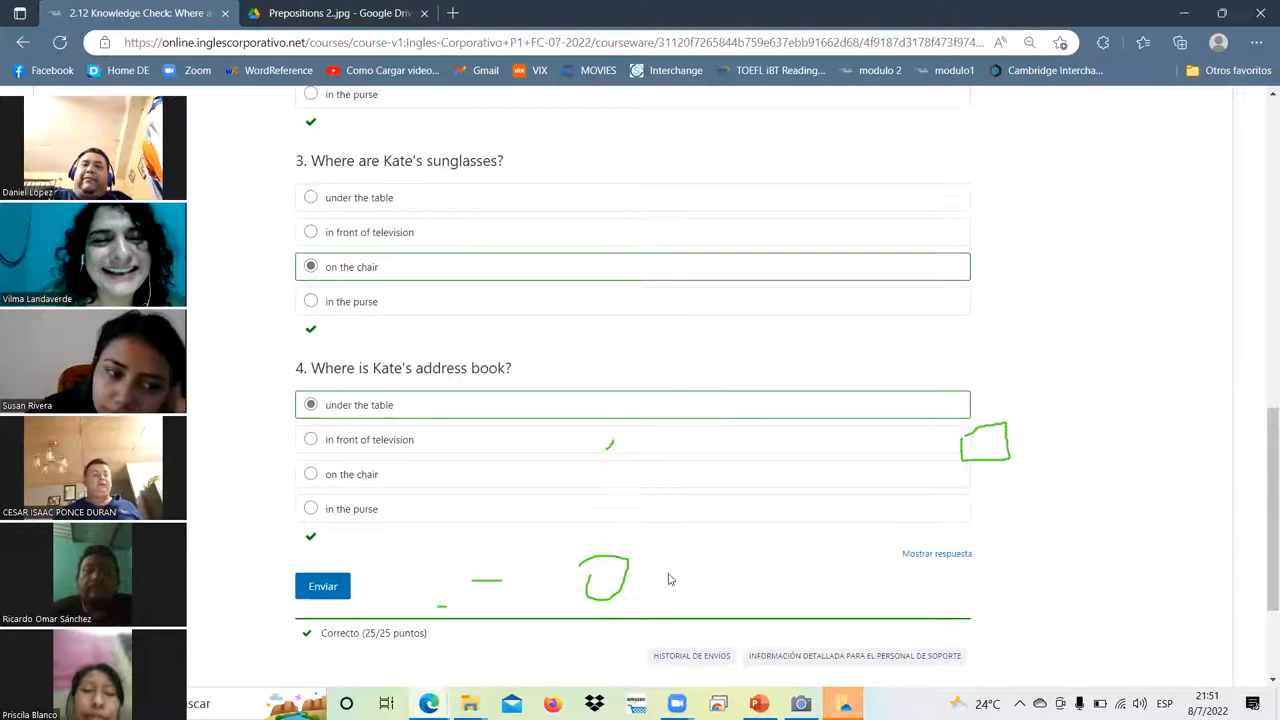 2.12 Knowledge Check: Where a
Prepositions 2..jpg - Google Driv
https://online.inglescorporativo.net/courses/course-v1:Ingles-Corporativo+P1+FC-07-2022/courseware/31120f7265844b759e637ebb91662d68/4f9187d3178f473f974...
Facebook
Home DE
Zoom
WordReference
Como Cargar video...
Gmail
VIX
MOVIES
Interchange
TOEFL iBT Reading...
modulo 2
modulo1
Cambridge Intercha...
Otros favoritos
in the purse
3. Where are Kate's sunglasses?
under the table
in front of television
on the chair
in the purse
4. Where is Kate's address book?
under the table
in front of television
on the chair
in the purse
Mostrar respuesta
Enviar
Correcto (25/25 puntos)
HISTORIAL DE ENVÍOS
INFORMACIÓN DETALLADA PARA EL PERSONAL DE SOPORTE
Daniel López
Vilma Landaverde
Susan Rivera
CESAR ISAAC PONCE DURAN
Ricardo Omar Sánchez
Priscila Blanco
uscar
amazon
24°C
ESP
21:51
8/7/2022